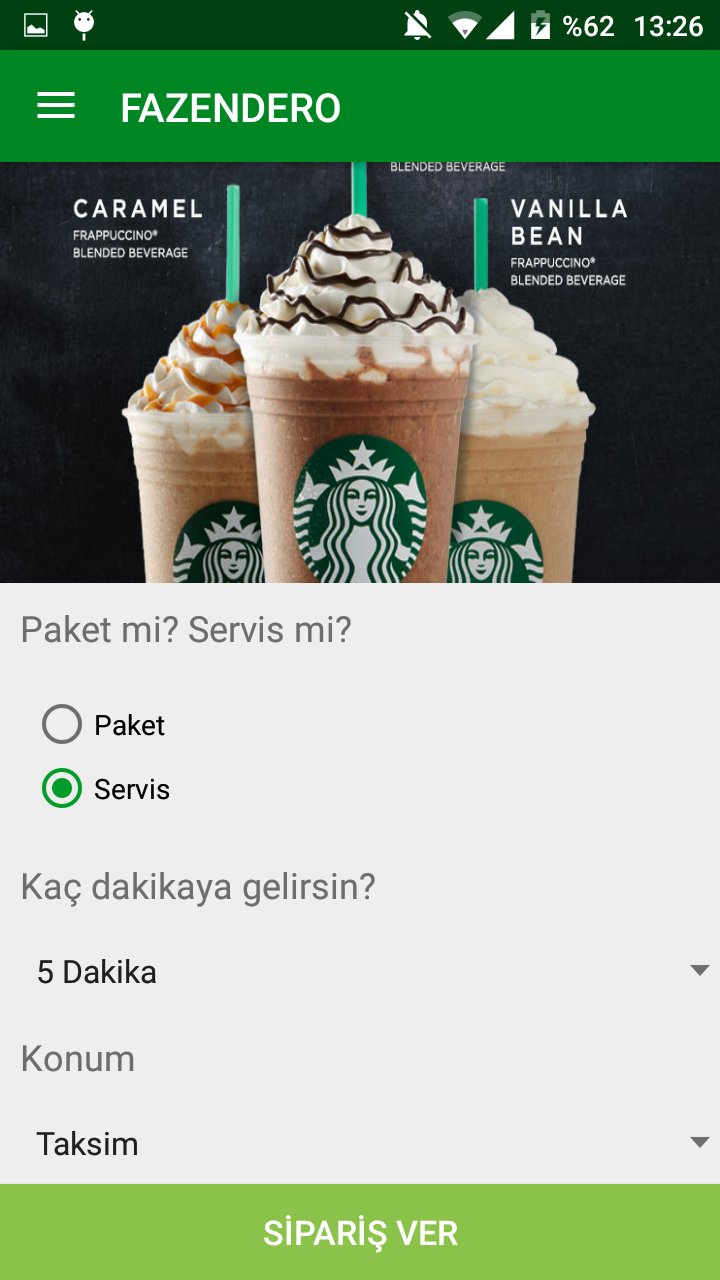 %62 13:26
FAZENDERO
BLENDED BEVERAGE
CARAMEL
FRAPPUCCINO®
BLENDED BEVERAGE
VANILLA
BEAN
FRAPPUCCINO®
BLENDED BEVERAGE
Paket mi? Servis mi?
Paket
Servis
Kaç dakikaya gelirsin?
5 Dakika
Konum
Taksim
SİPARİŞ VER